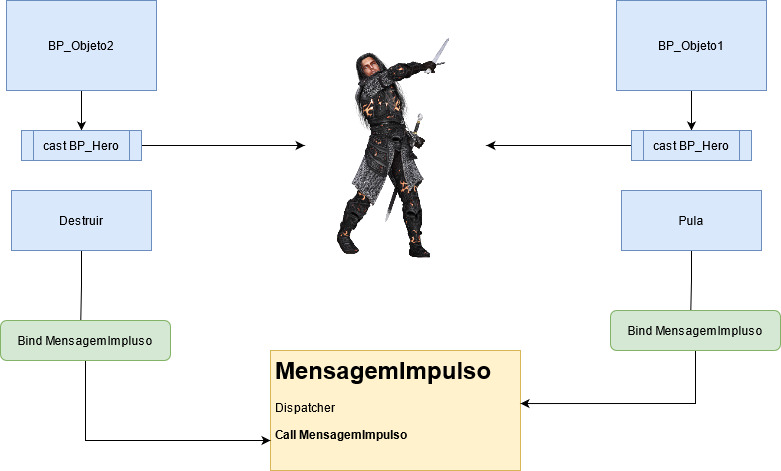 BP_Objeto2
BP_Objeto1
cast BP_Hero
cast BP_Hero
Destruir
Pula
Bind MensagemImpluso
Bind MensagemImpluso
MensagemImpulso
Dispatcher
Call MensagemImpulso